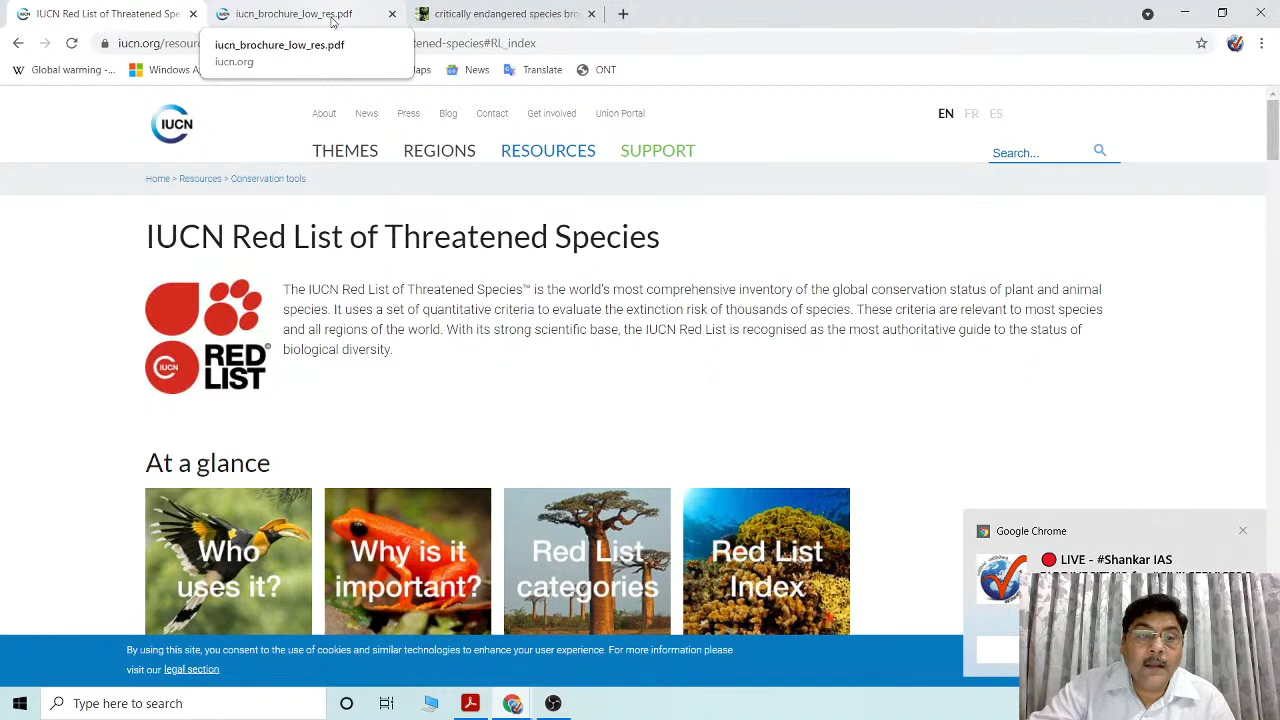 IUCN Red List of Threatened Sp
iucn_brochure_low_res.pdf
critically endangered species bro
iucn.org/resour
tened-species#RL_index
iucn_brochure_low_res.pdf
iucn.org
Global warming -...
Windows A
aps
News
Translate
ONT
IUCN
About
News
Press
Blog
Contact
Get involved
Union Portal
EN FR ES
THEMES
REGIONS
RESOURCES
SUPPORT
Search...
Home > Resources > Conservation tools
IUCN Red List of Threatened Species
IUCN
RED
LIST
The IUCN Red List of Threatened Species™ is the world's most comprehensive inventory of the global conservation status of plant and animal
species. It uses a set of quantitative criteria to evaluate the extinction risk of thousands of species. These criteria are relevant to most species
and all regions of the world. With its strong scientific base, the IUCN Red List is recognised as the most authoritative guide to the status of
biological diversity.
At a glance
Who
uses it?
Why is it
important?
Red List
categories
Red List
Index
Google Chrome
LIVE - #Shankar IAS
By using this site, you consent to the use of cookies and similar technologies to enhance your user experience. For more information please
visit our legal section
Type here to search